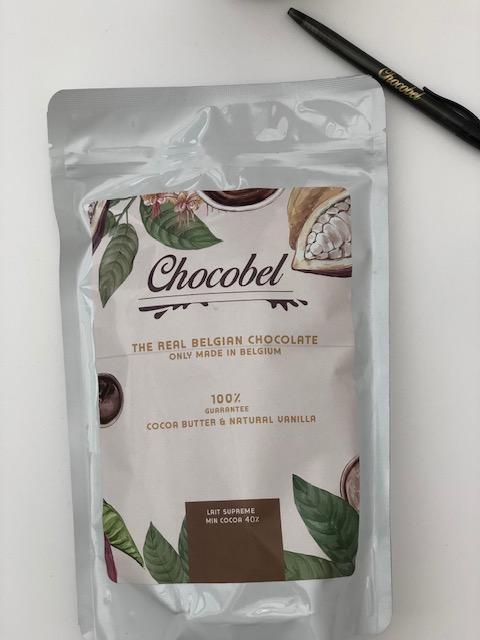 Chocobel
Chocobel
THE REAL BELGIAN CHOCOLATE
ONLY MADE IN BELGIUM
100%
GUARANTEE
COCOA BUTTER & NATURAL VANILLA
LAIT SUPREME
MIN COCOA 40%